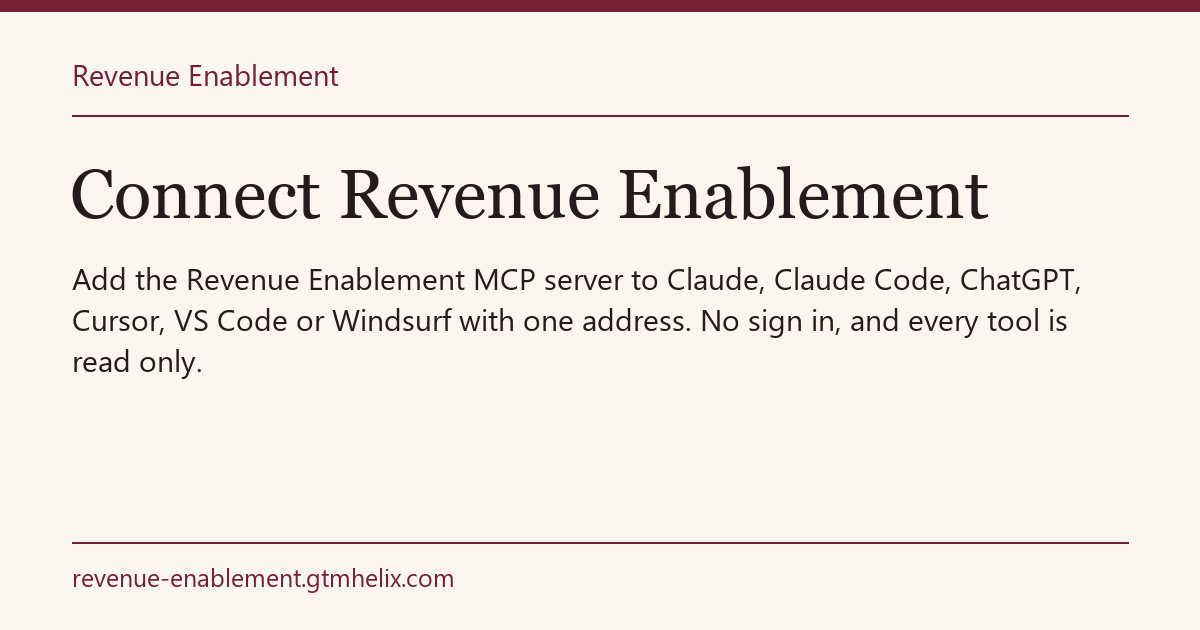 Revenue Enablement
Connect Revenue Enablement
Add the Revenue Enablement MCP server to Claude, Claude Code, ChatGPT,
Cursor, VS Code or Windsurf with one address. No sign in, and every tool is
read only.
revenue-enablement.gtmhelix.com